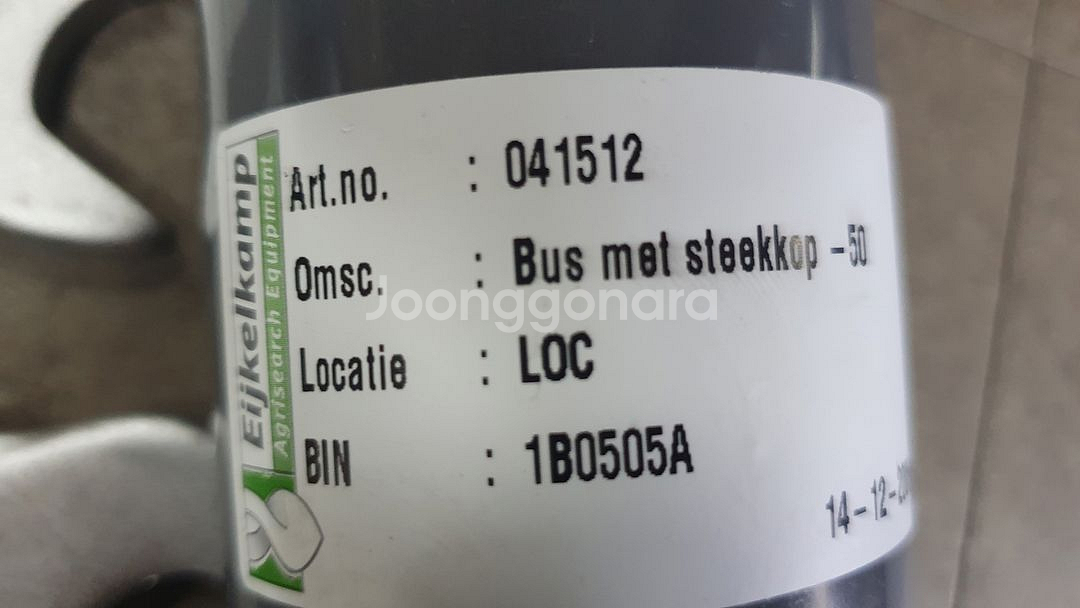 Eijkelkamp
Agrisearch Equipment
Art.no. : 041512
Omsc. : Bus met steekkop -50
Locatie : LOC
BIN : 1B0505A
14-12-
Joonggonara